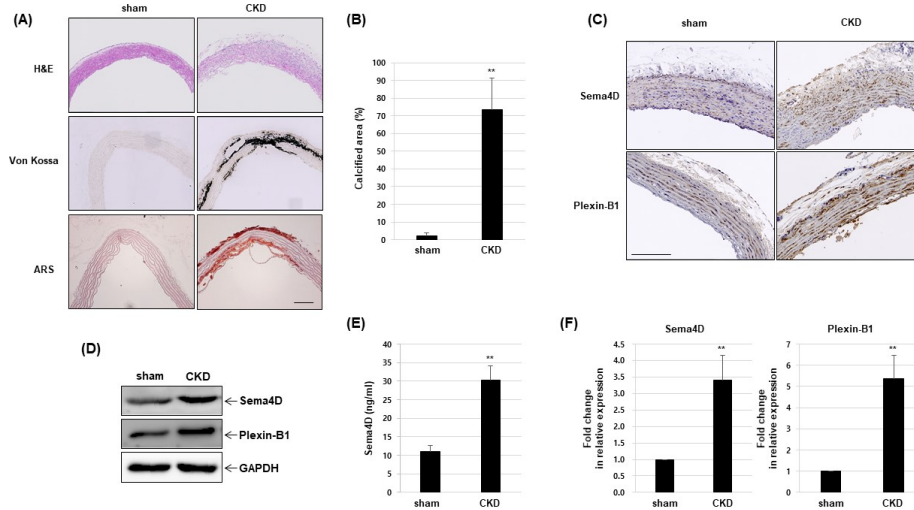 (A)
sham
CKD
H&E
Von Kossa
ARS
(B)
Calcified area (%)
100
90
80
70
60
50
40
30
20
10
0
**
sham
CKD
(C)
sham
CKD
Sema4D
Plexin-B1
(D)
sham CKD
Sema4D
Plexin-B1
GAPDH
(E)
Sema4D (ng/ml)
40
35
30
25
20
15
10
5
0
**
sham
CKD
(F)
Sema4D
Fold change
in relative expression
4.5
4.0
3.5
3.0
2.5
2.0
1.5
1.0
0.5
0.0
**
sham
CKD
Plexin-B1
Fold change
in relative expression
7
6
5
4
3
2
1
0
**
sham
CKD